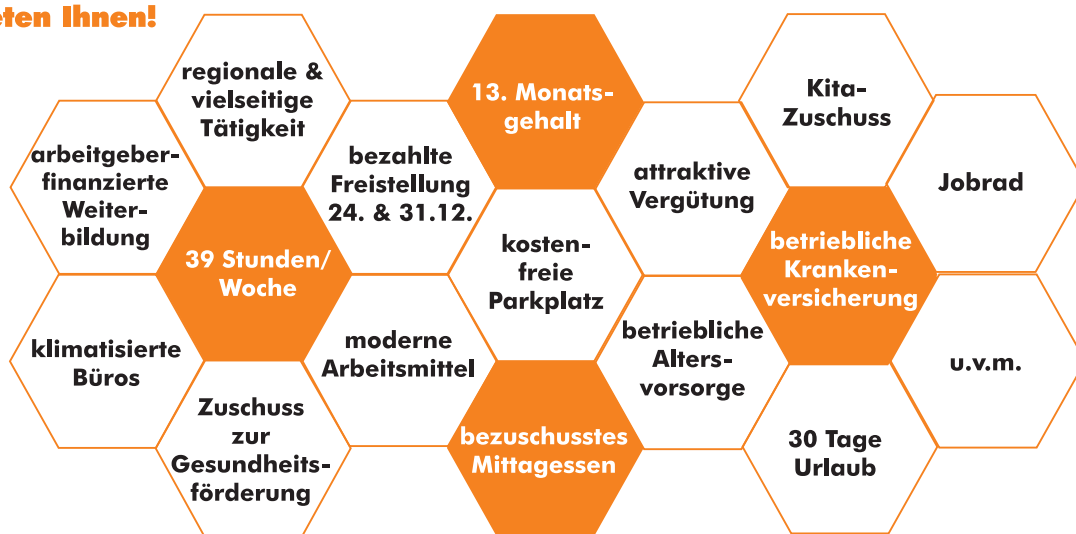 eten Ihnen!
regionale &
vielseitige
Tätigkeit
13. Monats-
gehalt
Kita-
Zuschuss
arbeitgeber-
finanzierte
Weiter-
bildung
bezahlte
Freistellung
24. & 31.12.
attraktive
Vergütung
Jobrad
39 Stunden/
Woche
kosten-
freie
Parkplatz
betriebliche
Kranken-
versicherung
klimatisierte
Büros
moderne
Arbeitsmittel
betriebliche
Alters-
vorsorge
u.v.m.
Zuschuss
zur
Gesundheits-
förderung
bezuschusstes
Mittagessen
30 Tage
Urlaub